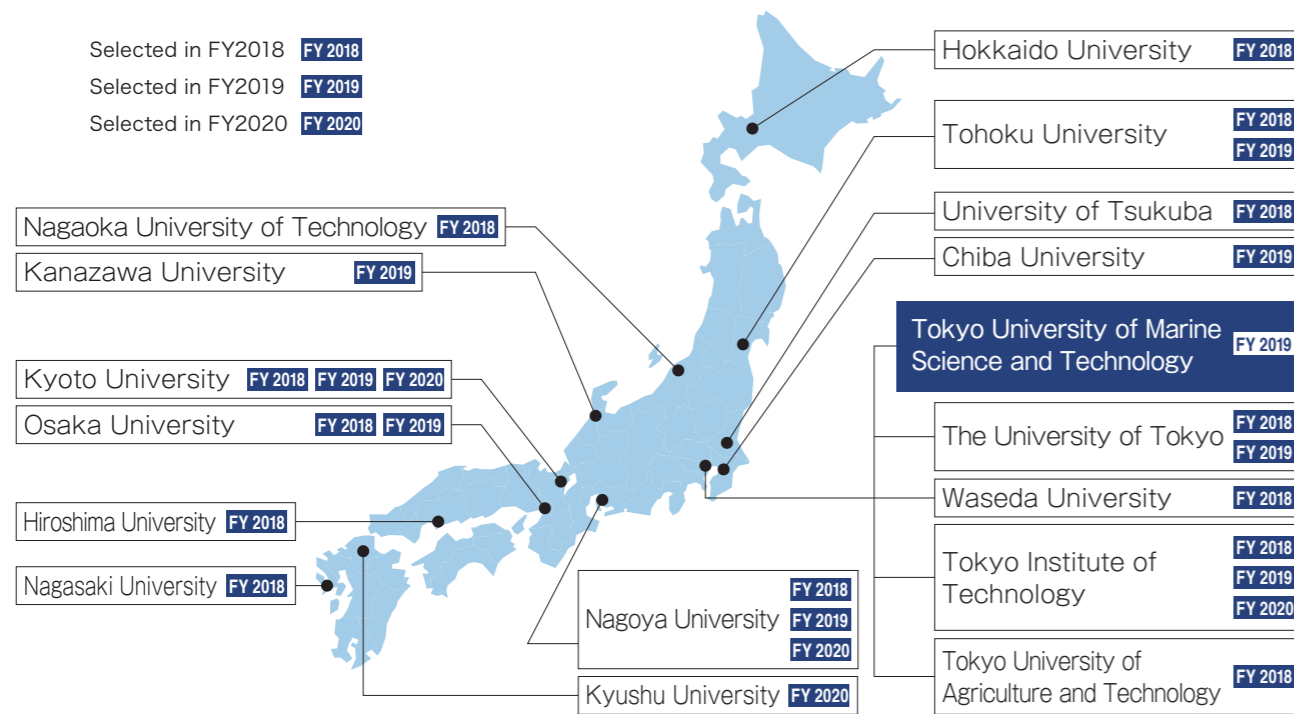 Selected in FY2018 FY 2018
Selected in FY2019 FY 2019
Selected in FY2020 FY 2020
Nagaoka University of Technology FY 2018
Kanazawa University FY 2019
Kyoto University FY 2018 FY 2019 FY 2020
Osaka University FY 2018 FY 2019
Hiroshima University FY 2018
Nagasaki University FY 2018
Nagoya University FY 2018
FY 2019
FY 2020
Kyushu University FY 2020
Hokkaido University FY 2018
Tohoku University FY 2018
FY 2019
University of Tsukuba FY 2018
Chiba University FY 2019
Tokyo University of Marine
Science and Technology FY 2019
The University of Tokyo FY 2018
FY 2019
Waseda University FY 2018
Tokyo Institute of
Technology FY 2018
FY 2019
FY 2020
Tokyo University of
Agriculture and Technology FY 2018